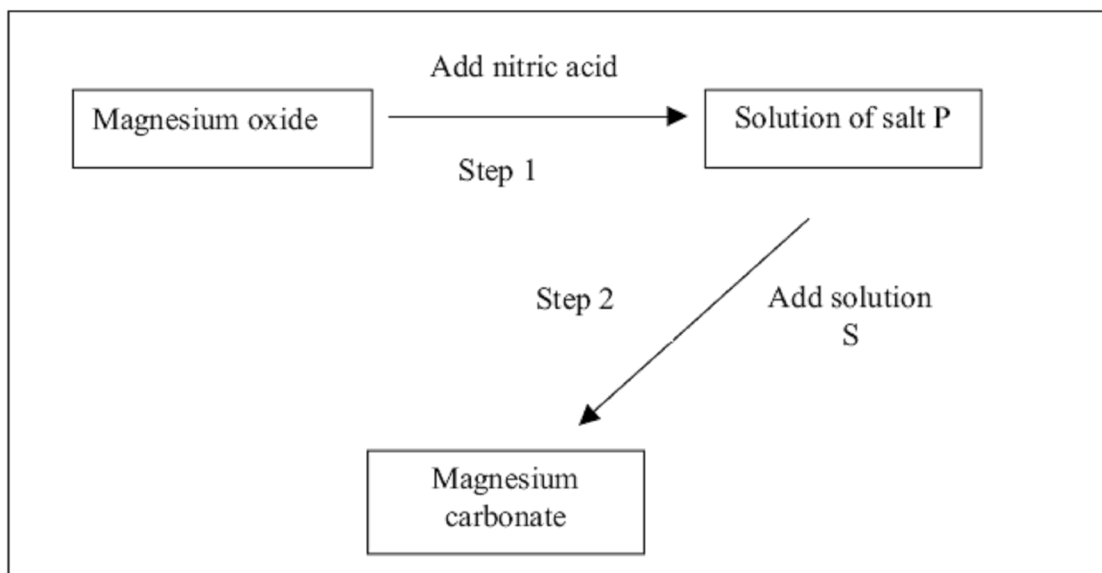 Add nitric acid
Magnesium oxide
Solution of salt P
Step 1
Step 2
Add solution
S
Magnesium
carbonate